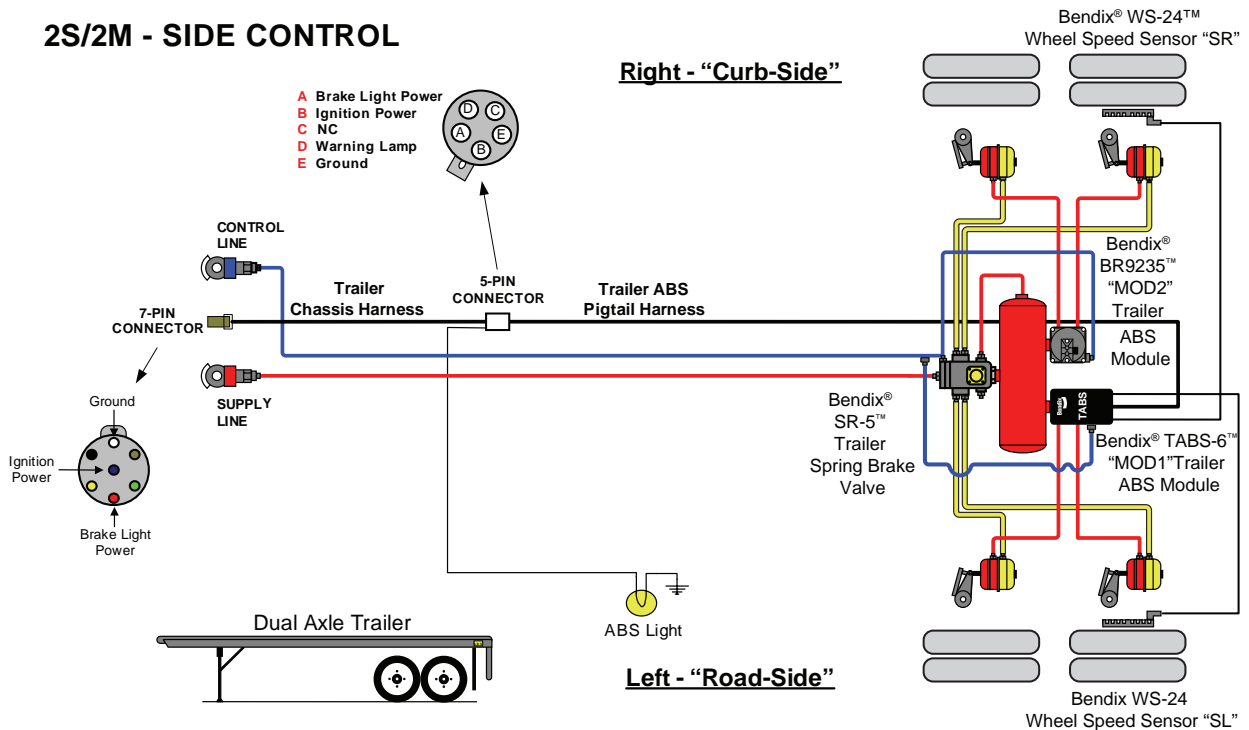 2S/2M - SIDE CONTROL
Bendix® WS-24™
Wheel Speed Sensor “SR”
Right - “Curb-Side”
A Brake Light Power
B Ignition Power
C NC
D Warning Lamp
E Ground
D
C
A
E
B
CONTROL
LINE
7-PIN
CONNECTOR
Trailer
Chassis Harness
5-PIN
CONNECTOR
Trailer ABS
Pigtail Harness
SUPPLY
LINE
Bendix®
BR9235™
“MOD2”
Trailer
ABS
Module
Bendix®
SR-5™
Trailer
Spring Brake
Valve
Bendix
TABS
Bendix® TABS-6™
“MOD1”Trailer
ABS Module
Ground
Ignition
Power
Brake Light
Power
ABS Light
Dual Axle Trailer
Left - “Road-Side”
Bendix WS-24
Wheel Speed Sensor “SL”